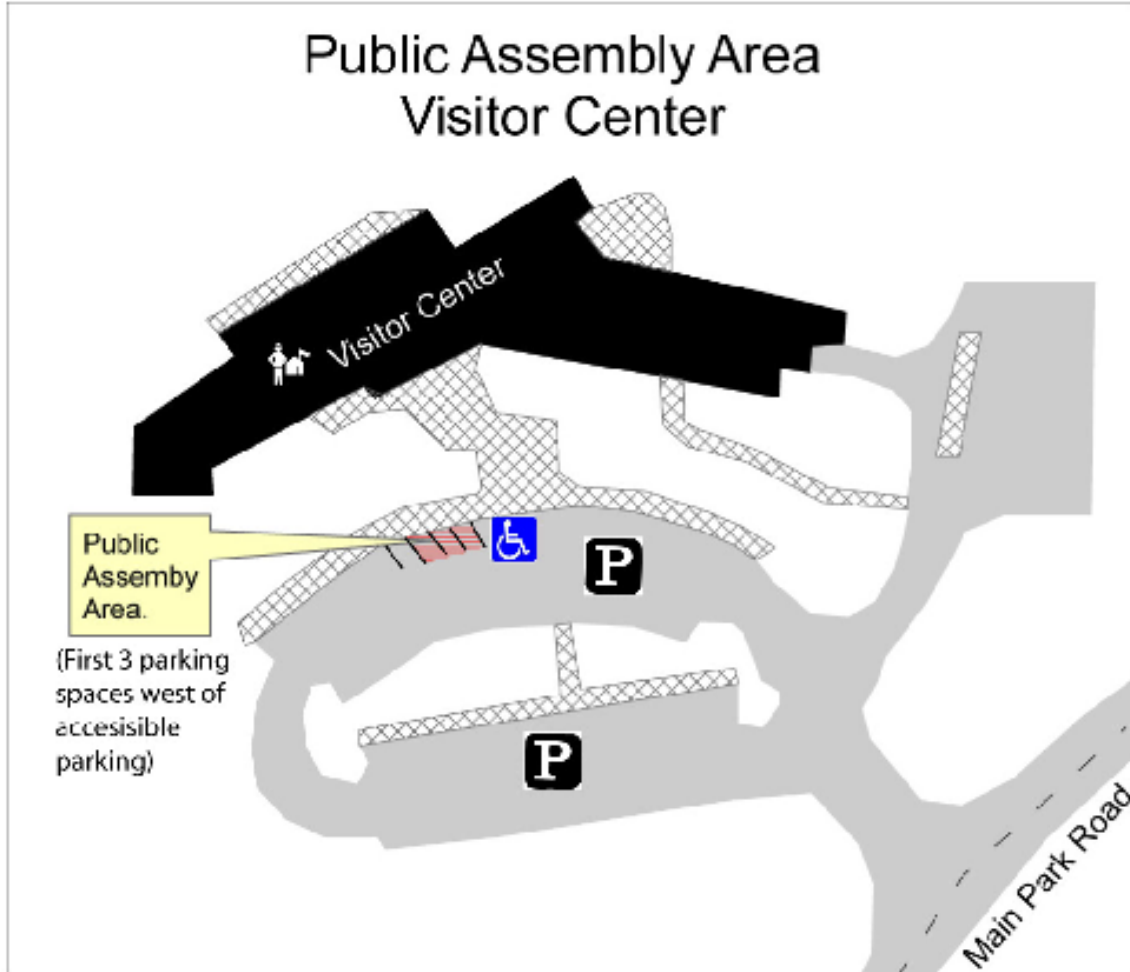 Public Assembly Area
Visitor Center
Visitor Center
Public
Assemby
Area.
(First 3 parking
spaces west of
accesisible
parking)
P
P
Main Park Road